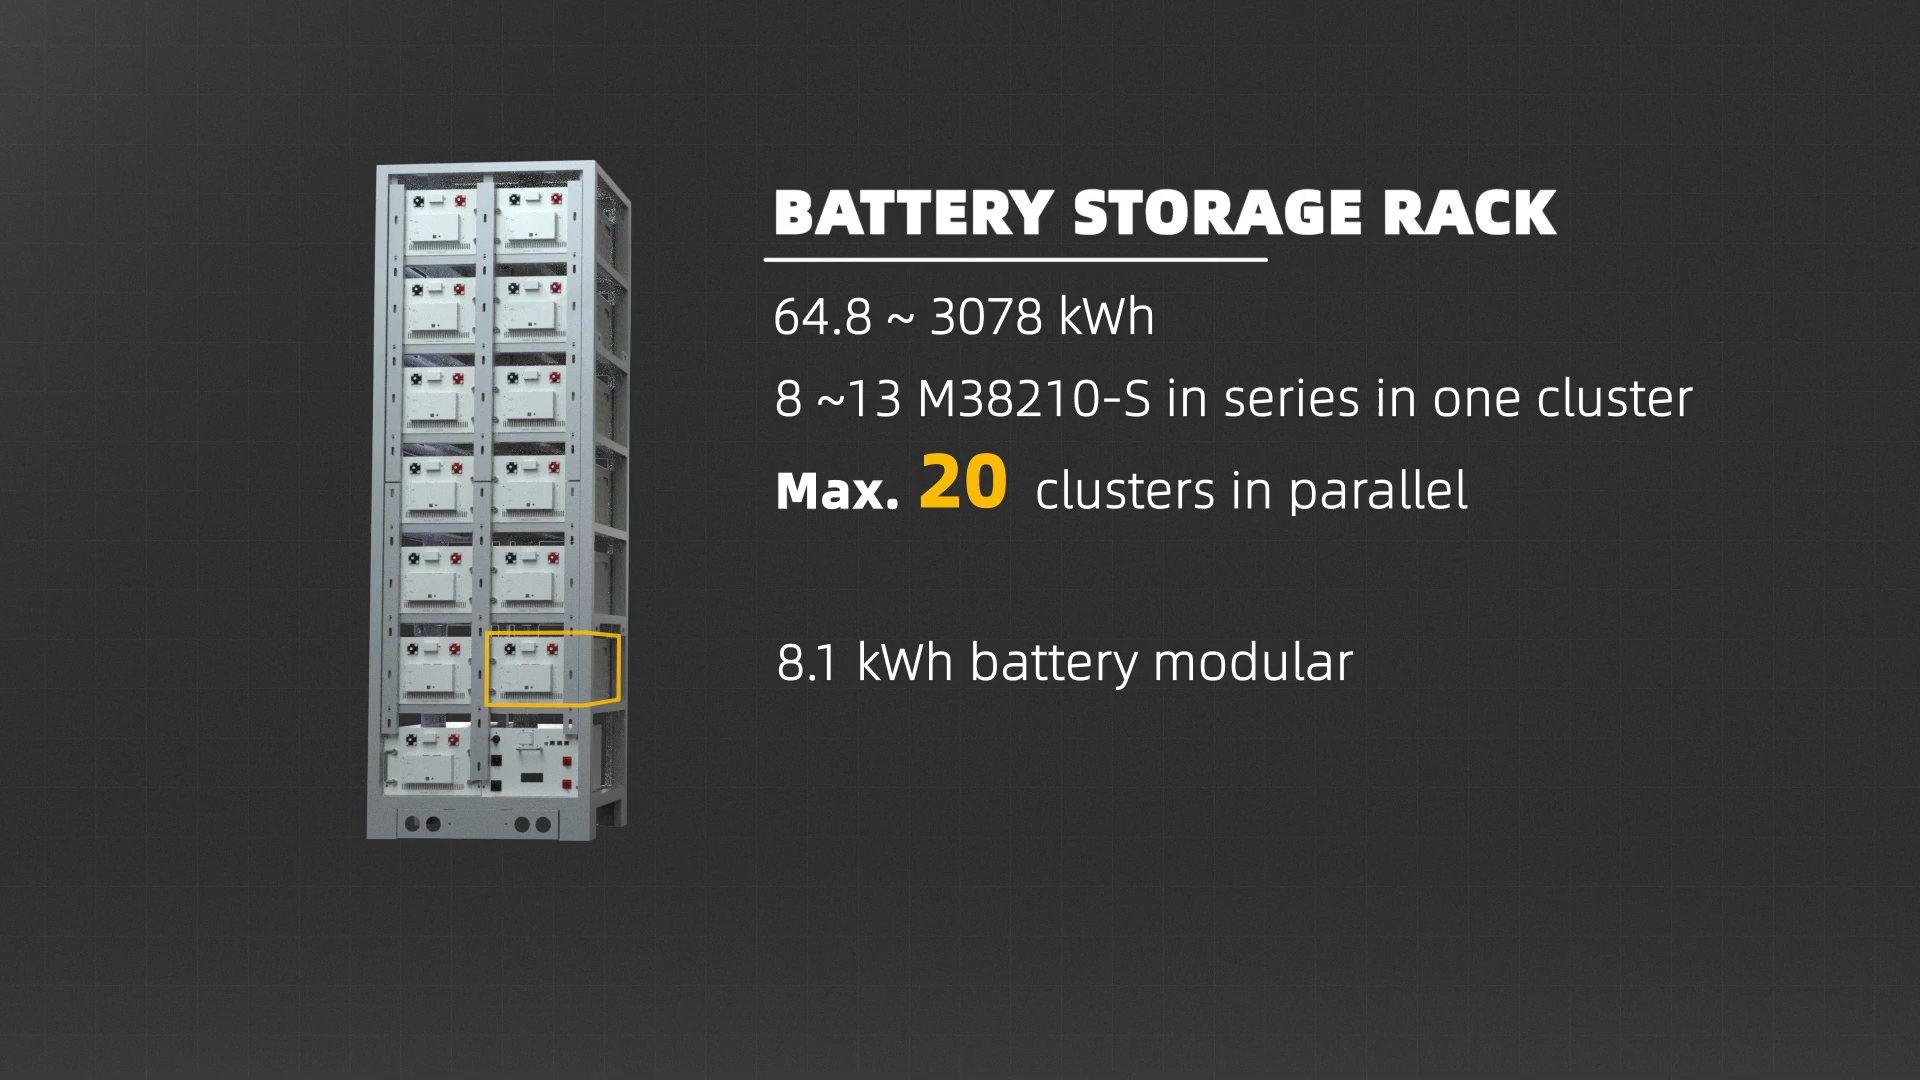 BATTERY STORAGE RACK
64.8 ~ 3078 kWh
8 ~13 M38210-S in series in one cluster
Max. 20 clusters in parallel
8.1 kWh battery modular